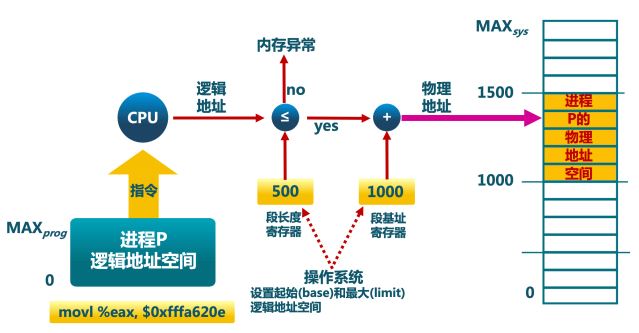 MAXsys
内存异常
no
逻辑
地址
物理
地址
1500
CPU
≤
yes
+
进程
P的
物理
地址
空间
指令
500
1000
1000
段长度
寄存器
段基址
寄存器
MAXprog
进程P
逻辑地址空间
0
操作系统
设置起始(base)和最大(limit)
逻辑地址空间
0
movl %eax, $0xfffa620e